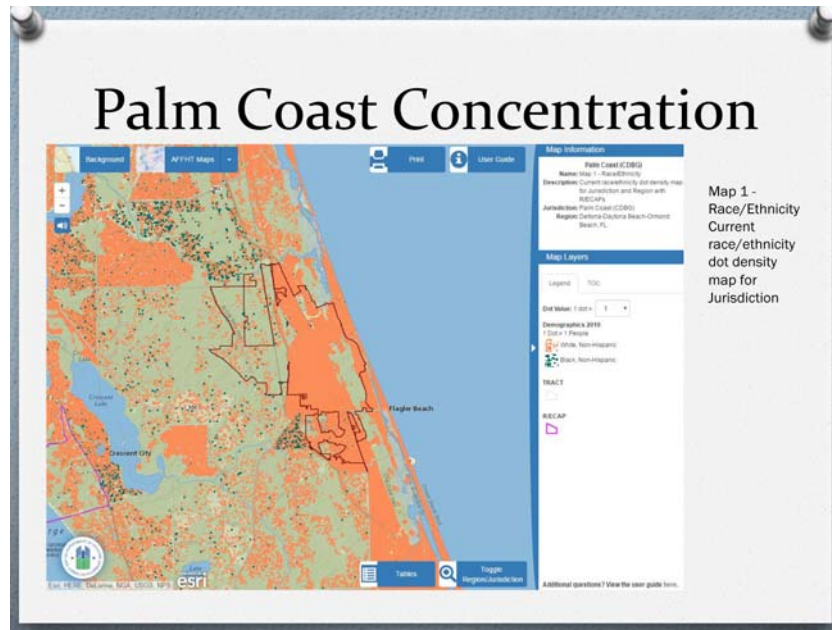 Palm Coast Concentration
Background
AFFHT Maps
Print
User Guide
+
-
Flagler Beach
Crescent City
esri
Tables
Toggle
Region/Jurisdiction
Map Information
Palm Coast (CDBG)
Name: Map 1 - Race/Ethnicity
Description: Current race/ethnicity dot density map
for Jurisdiction and Region with
R/ECAPs
Jurisdiction: Palm Coast (CDBG)
Region: Deltona-Daytona Beach-Ormond
Beach, FL
Map Layers
Legend
TOC
Dot Value: 1 dot =
1
Demographics 2010
1 Dot = 1 People
White, Non-Hispanic
Black, Non-Hispanic
TRACT
R/ECAP
Additional questions? View the user guide here.
Map 1 -
Race/Ethnicity
Current
race/ethnicity
dot density
map for
Jurisdiction